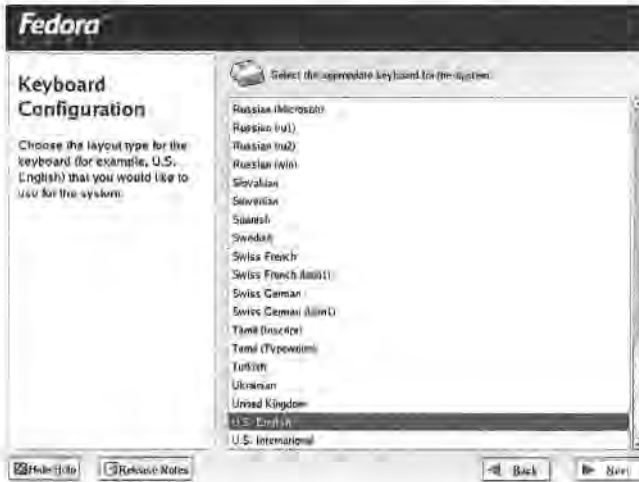 Fedora
Keyboard
Configuration
Choose the layout type for the
keyboard (for example, U.S.
English) that you would like to
use for the system.
Select the appropriate keyboard for the system.
Russian (Microsoft)
Russian (ru1)
Russian (ru2)
Russian (win)
Slovakian
Slovenian
Spanish
Swedish
Swiss French
Swiss French (latin1)
Swiss German
Swiss German (latin1)
Tamil (Inscript)
Tamil (Typewriter)
Turkish
Ukrainian
United Kingdom
U.S. English
U.S. International
Hide Help
Release Notes
Back
Next